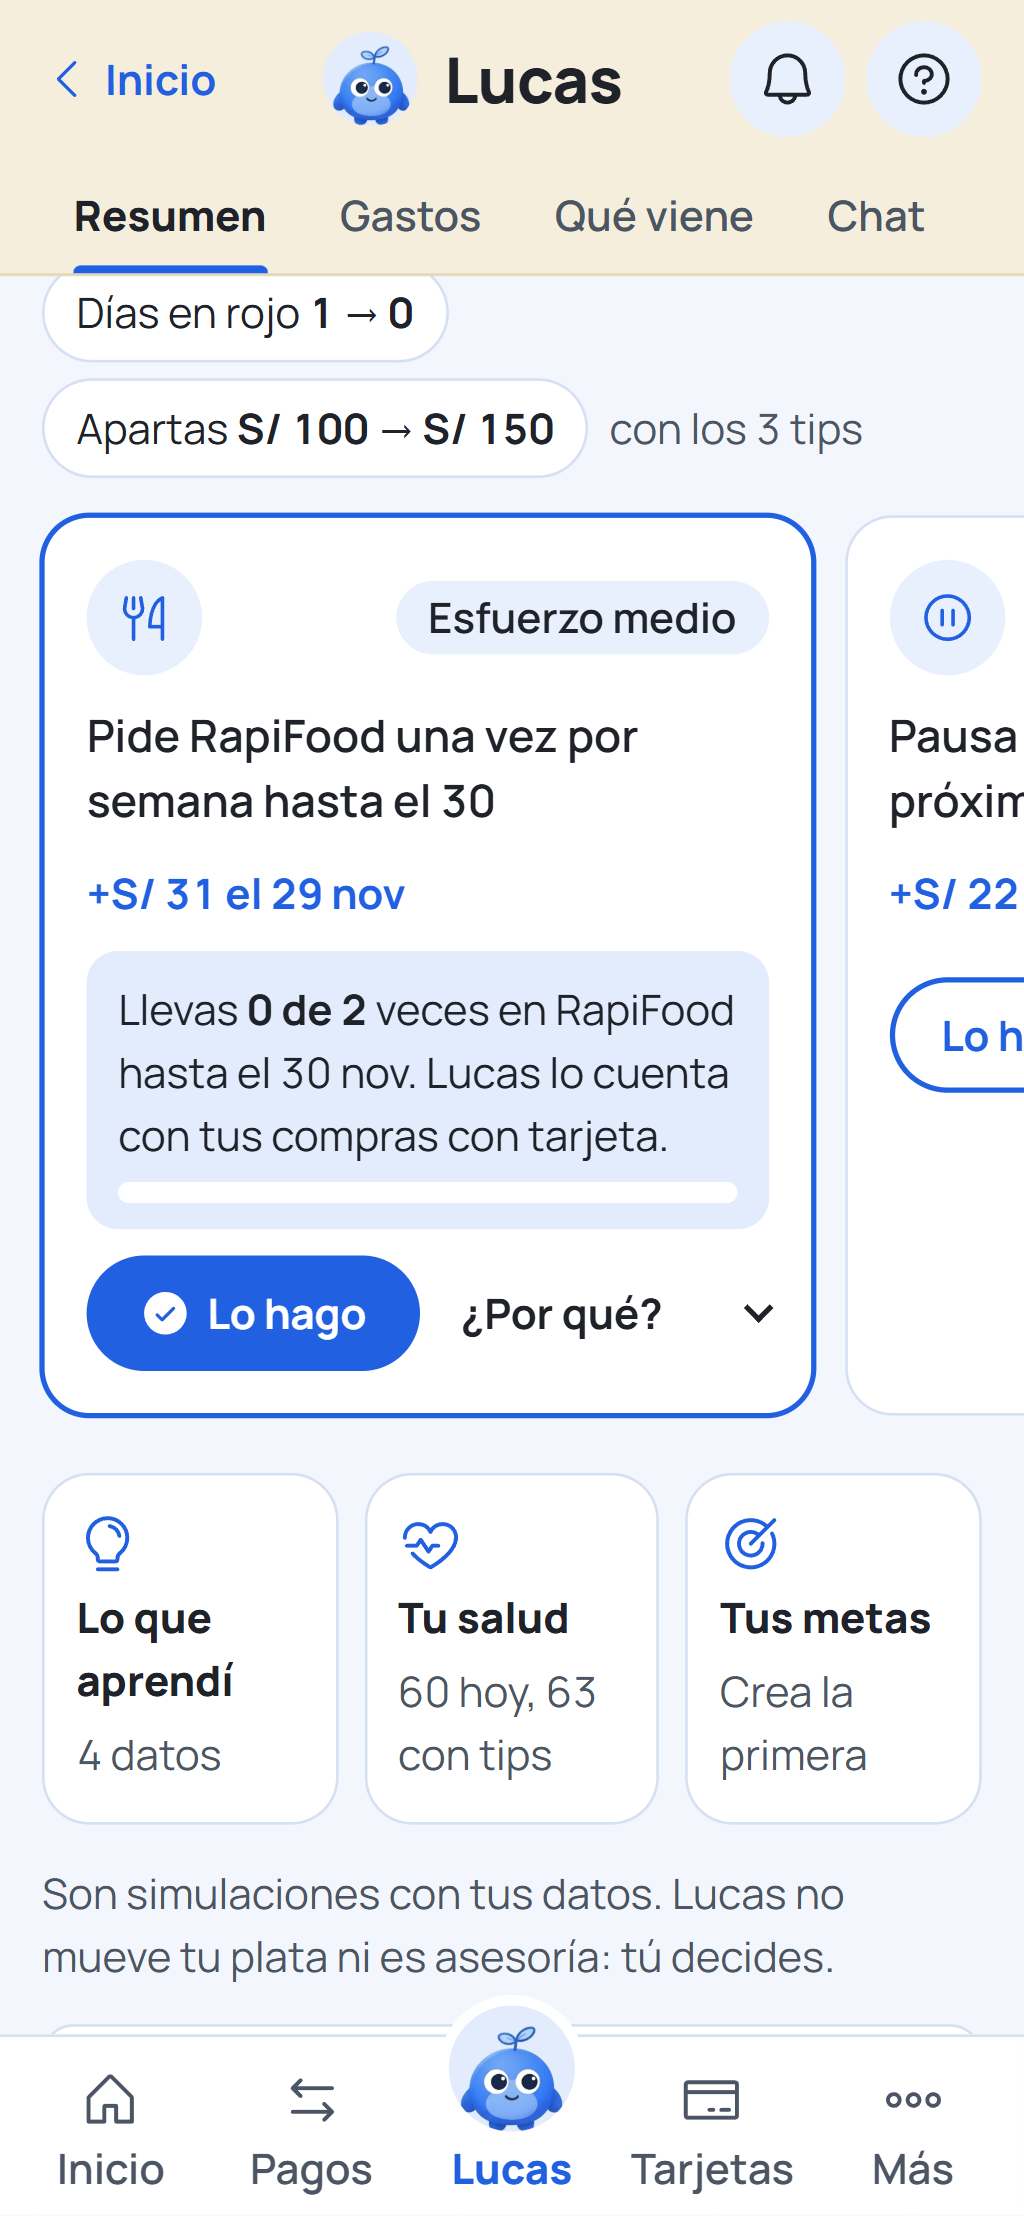 Inicio
Lucas
Resumen
Gastos
Qué viene
Chat
Días en rojo 1 → 0
Apartas S/ 100 → S/ 150
con los 3 tips
Esfuerzo medio
Pide RapiFood una vez por
semana hasta el 30
+S/ 31 el 29 nov
Llevas 0 de 2 veces en RapiFood
hasta el 30 nov. Lucas lo cuenta
con tus compras con tarjeta.
Lo hago
¿Por qué?
Pausa
+S/ 22
Lo
Lo que
aprendí
4 datos
Tu salud
60 hoy, 63
con tips
Tus metas
Crea la
primera
Son simulaciones con tus datos. Lucas no
mueve tu plata ni es asesoría: tú decides.
Inicio
Pagos
Lucas
Tarjetas
Más